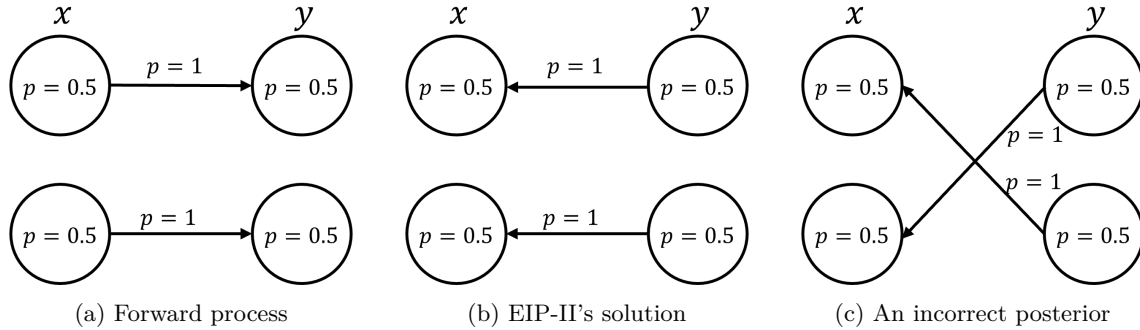 x y x y x y
p = 1 p = 1
p = 0.5 p = 0.5 p = 0.5 p = 0.5 p = 0.5 p = 0.5
p = 1
p = 1
p = 1 p = 1
p = 0.5 p = 0.5 p = 0.5 p = 0.5 p = 0.5 p = 0.5
(a) Forward process (b) EIP-II's solution (c) An incorrect posterior